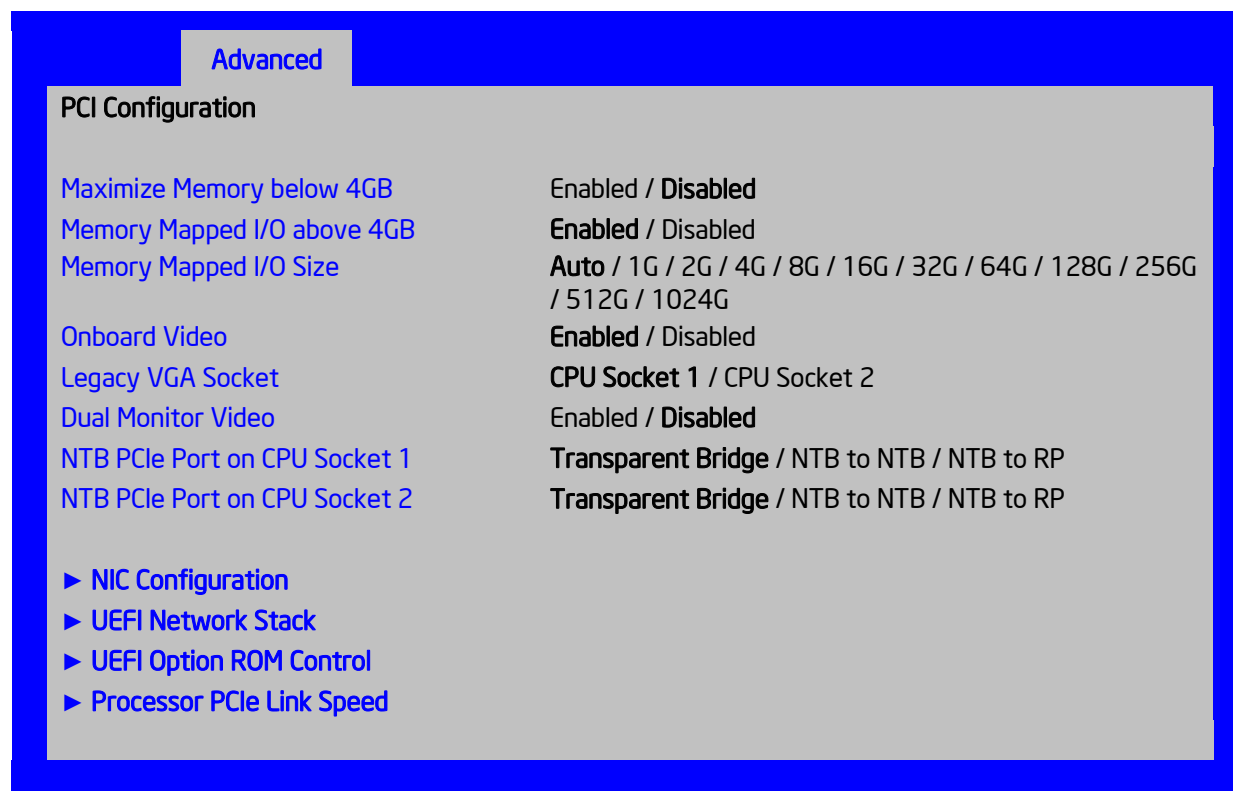 Advanced
PCI Configuration
Maximize Memory below 4GB Enabled / Disabled
Memory Mapped I/O above 4GB Enabled / Disabled
Memory Mapped I/O Size Auto / 1G / 2G / 4G / 8G / 16G / 32G / 64G / 128G / 256G
/ 512G / 1024G
Onboard Video Enabled / Disabled
Legacy VGA Socket CPU Socket 1 / CPU Socket 2
Dual Monitor Video Enabled / Disabled
NTB PCIe Port on CPU Socket 1 Transparent Bridge / NTB to NTB / NTB to RP
NTB PCIe Port on CPU Socket 2 Transparent Bridge / NTB to NTB / NTB to RP
► NIC Configuration
► UEFI Network Stack
► UEFI Option ROM Control
► Processor PCIe Link Speed